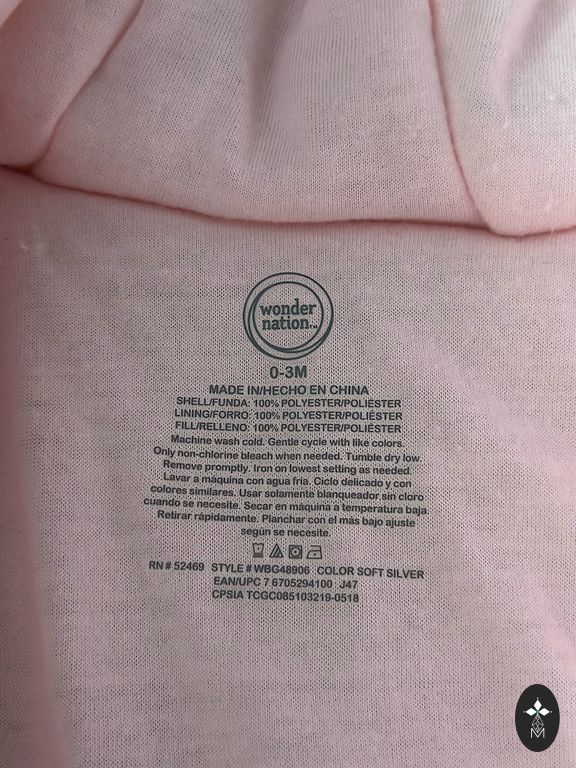 wonder
nation™
0-3M
MADE IN/HECHO EN CHINA
SHELL/FUNDA: 100% POLYESTER/POLIÉSTER
LINING/FORRO: 100% POLYESTER/POLIÉSTER
FILL/RELLENO: 100% POLYESTER/POLIÉSTER
Machine wash cold. Gentle cycle with like colors.
Only non-chlorine bleach when needed. Tumble dry low.
Remove promptly. Iron on lowest setting as needed.
Lavar a máquina con agua fría. Ciclo delicado y con
colores similares. Usar solamente blanqueador sin cloro
cuando se necesite. Secar en máquina a temperatura baja.
Retirar rápidamente. Planchar con el más bajo ajuste
según se necesite.
RN # 52469 STYLE # WBG48906 COLOR SOFT SILVER
EAN/UPC 7 6705294100 J47
CPSIA TCGC085103219-0518
M